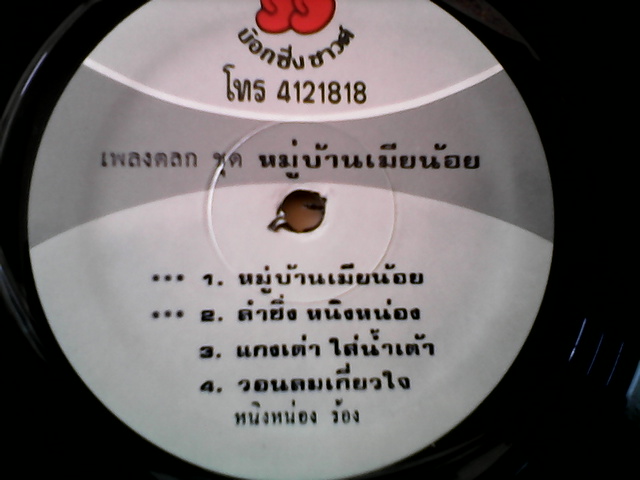 บ๊อกซิ่งซาวด์
โทร 4121818
เพลงตลก ชุด หมู่บ้านเมียน้อย
*** 1. หมู่บ้านเมียน้อย
*** 2. ลำยิ่ง หนิงหน่อง
3. แกงเต่า ใส่น้ำเต้า
4. วอนลมเกี่ยวใจ
หนิงหน่อง ร้อง